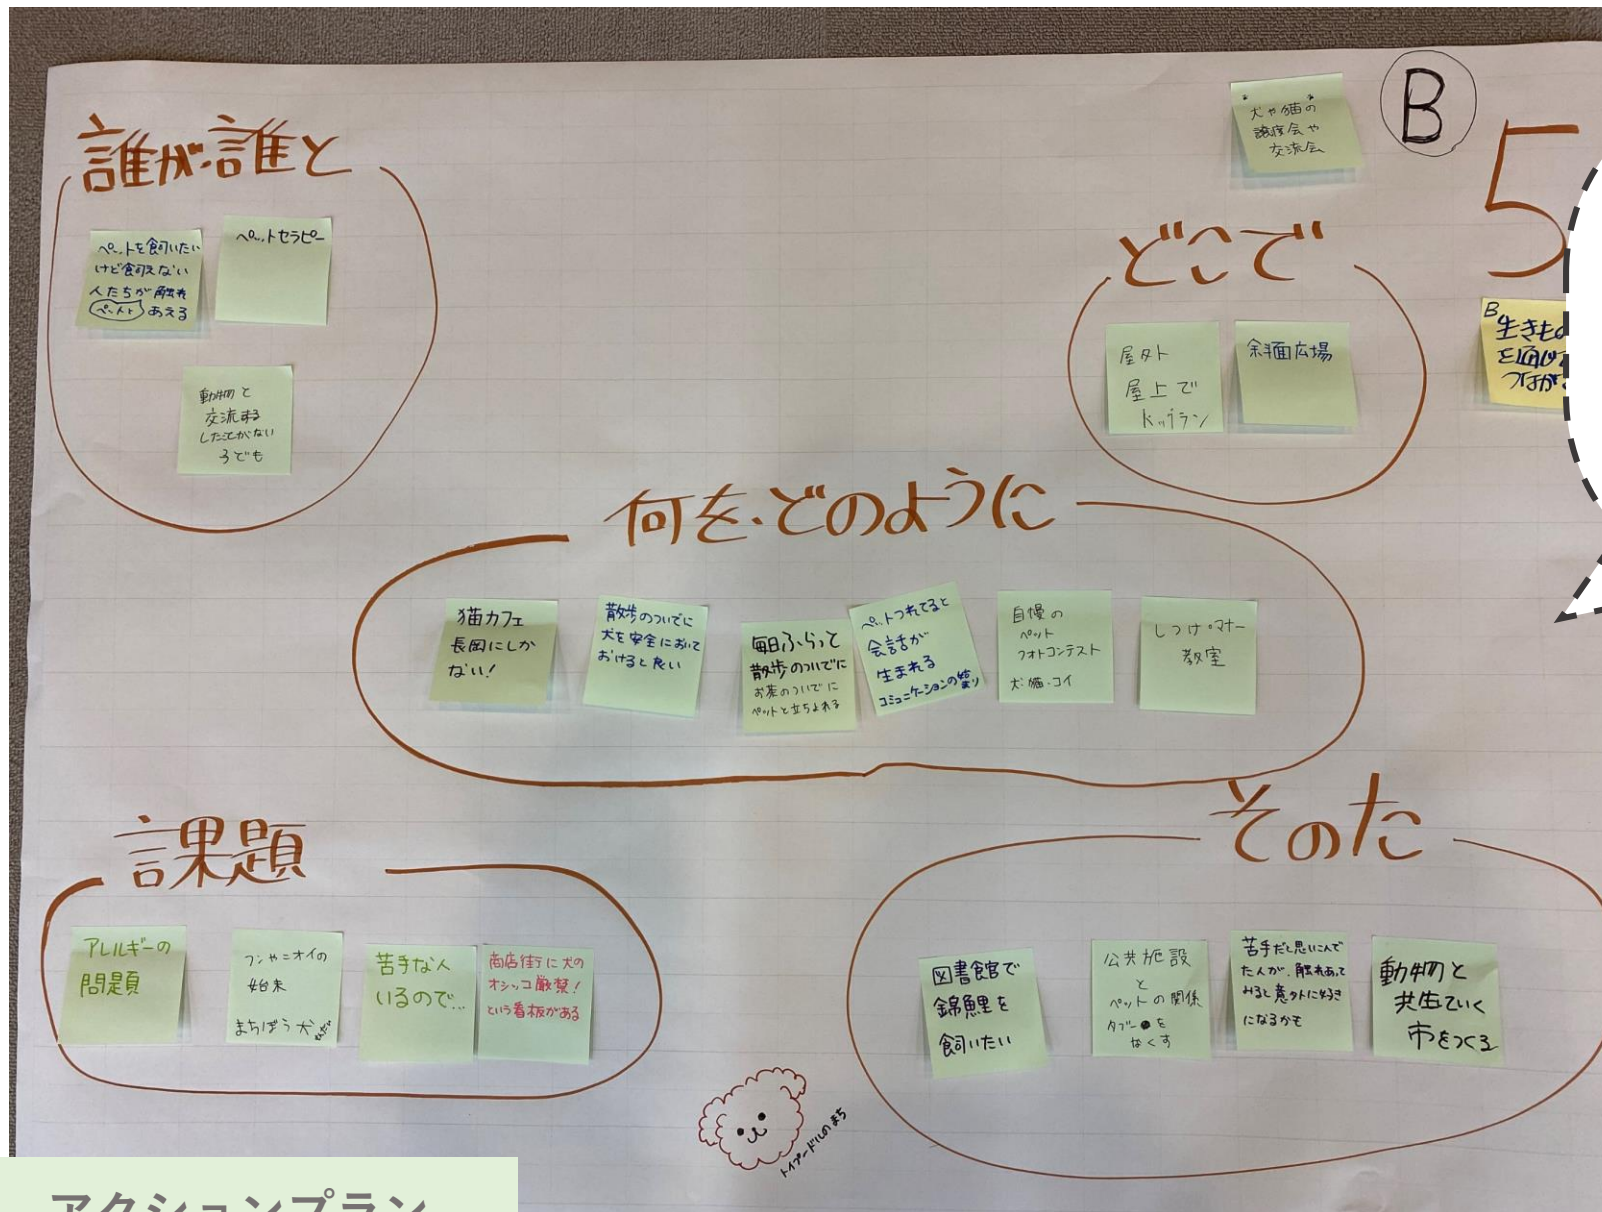 誰が・誰と
ペットを飼いたい
けど飼えない
人たちが触れ
ペットと あえる
ペットセラピー
動物と
交流する
したことがない
子ども
犬や猫の
譲渡会や
交流会
B
5
どこで
屋外
屋上で
ドッグラン
斜面広場
B
生きもの
を通じ
つなが
何を・どのように
猫カフェ
長岡にしか
ない!
散歩のついでに
犬を安全において
おけると良い
毎日ふらっと
散歩のついでに
お茶のついでに
ペットと立ちよれる
ペットつれてると
会話が
生まれる
コミュニケーションの始まり
自慢の
ペット
フォトコンテスト
犬・猫・コイ
しつけ・マナー
教室
課題
アレルギーの
問題
フンやニオイの
始末
まちぼう犬
苦手な人
いるので…
商店街に犬の
オシッコ厳禁!
という看板がある
そのた
図書館で
錦鯉を
飼いたい
公共施設
と
ペットの関係
タブーを
なくす
苦手だと思いこんで
た人が、触れあって
みると意外に好き
になるかも
動物と
共生していく
市をつくる
トイプードルのまち
アクションプラン